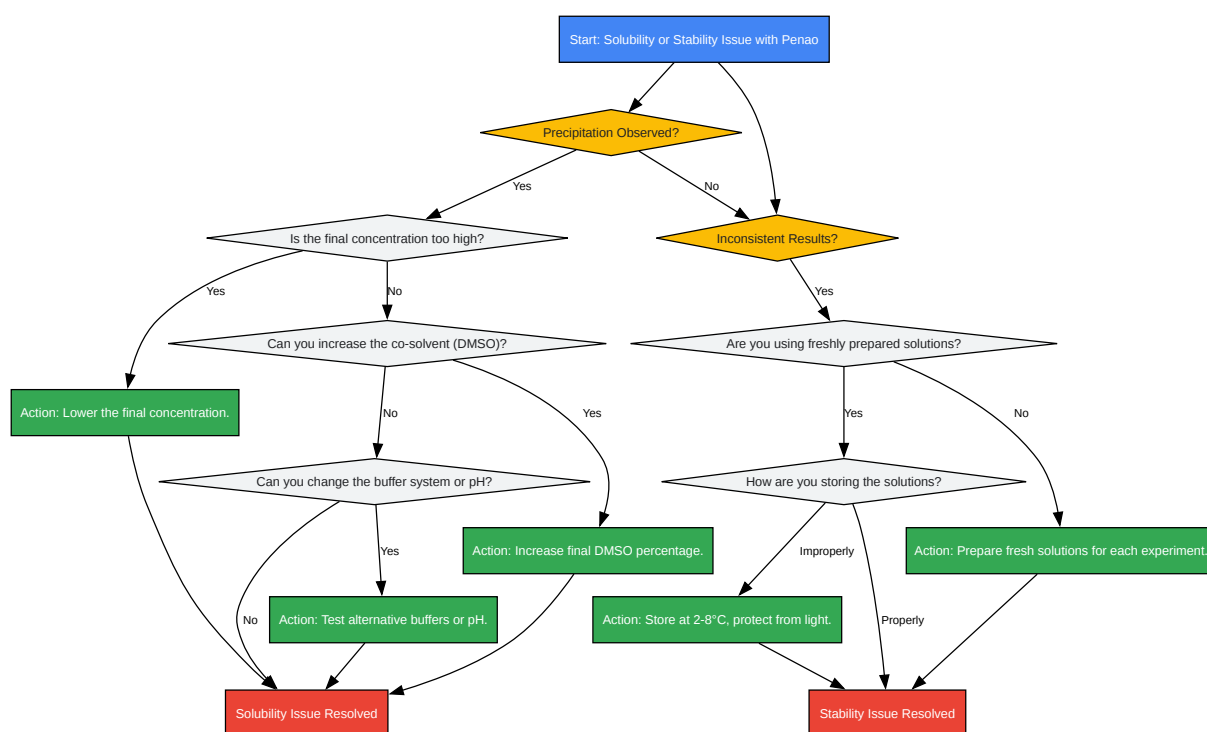 Start: Solubility or Stability Issue with Penao
Precipitation Observed?
Yes
No
Is the final concentration too high?
Inconsistent Results?
Yes
No
Yes
Can you increase the co-solvent (DMSO)?
Are you using freshly prepared solutions?
Action: Lower the final concentration.
No
Yes
Yes
No
Can you change the buffer system or pH?
How are you storing the solutions?
Yes
Action: Increase final DMSO percentage.
Improperly
Action: Prepare fresh solutions for each experiment.
No
Action: Test alternative buffers or pH.
Action: Store at 2-8°C, protect from light.
Properly
Solubility Issue Resolved
Stability Issue Resolved